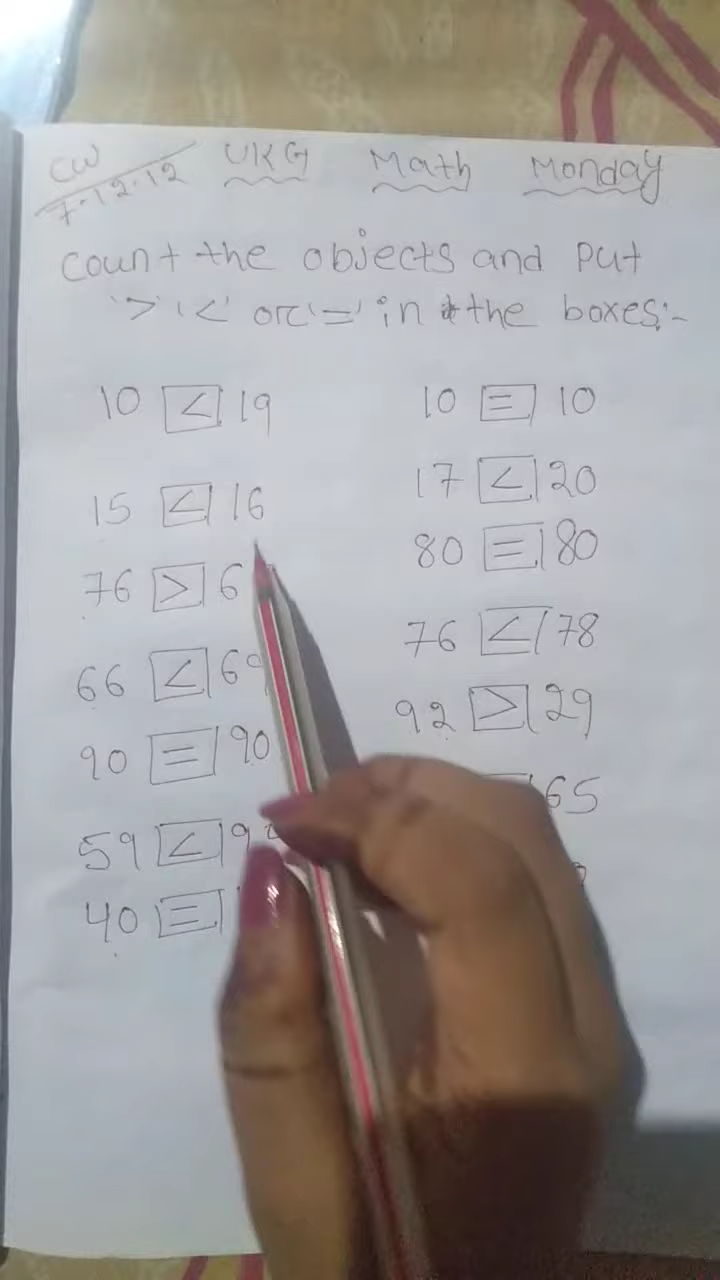 CW UKG Math Monday
7.12.12
Count the objects and put
'>' '<' or '=' in the boxes:-
10 < 19 10 = 10
15 < 16 17 < 20
76 > 80 = 80
66 < 76 < 78
90 = 90 92 > 29
59 < 65
40 =